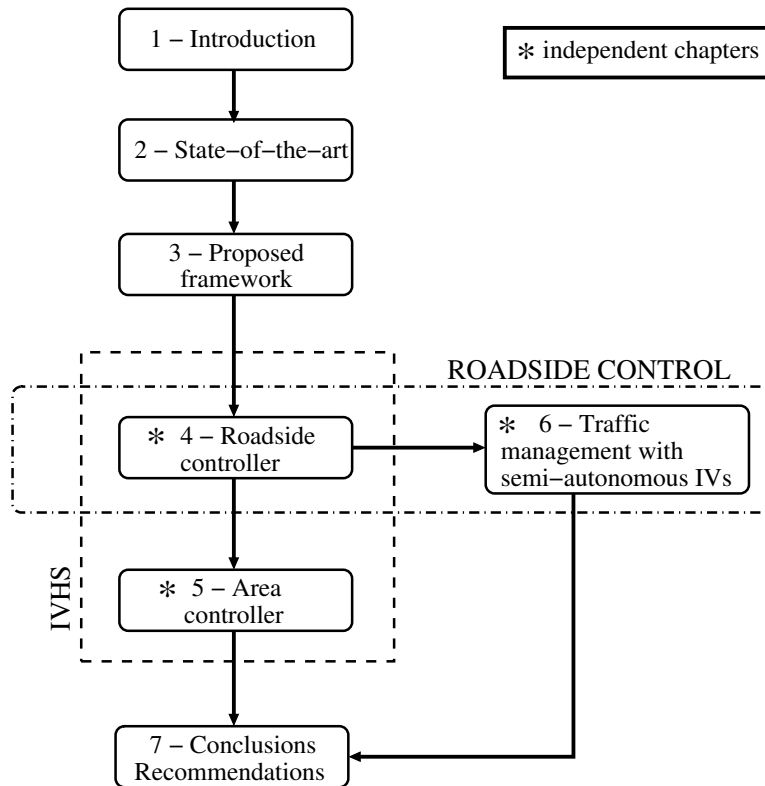 1 – Introduction
* independent chapters
2 – State–of–the–art
3 – Proposed
framework
ROADSIDE CONTROL
* 4 – Roadside
controller
* 6 – Traffic
management with
semi–autonomous IVs
IVHS
* 5 – Area
controller
7 – Conclusions
Recommendations